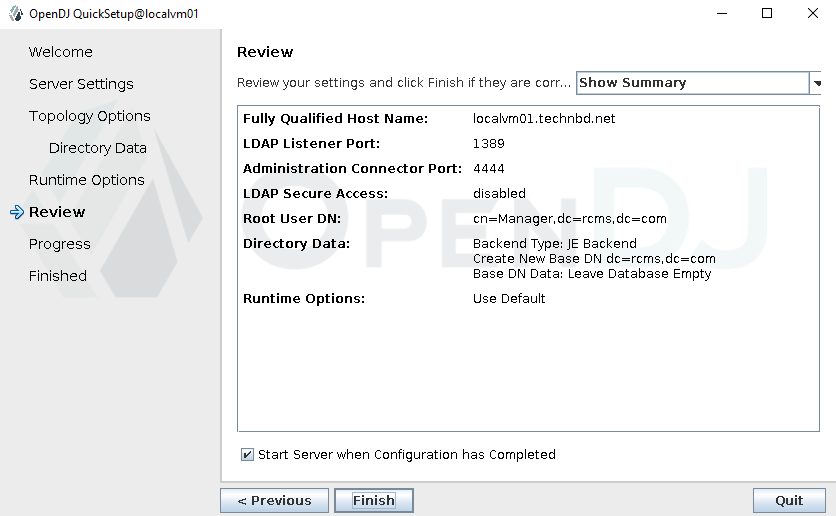 OpenDJ QuickSetup@localvm01
Welcome
Server Settings
Topology Options
Directory Data
Runtime Options
Review
Progress
Finished
Review
Review your settings and click Finish if they are corr... Show Summary
OPENDJ
Fully Qualified Host Name: localvm01.technbd.net
LDAP Listener Port: 1389
Administration Connector Port: 4444
LDAP Secure Access: disabled
Root User DN: cn=Manager,dc=rcms,dc=com
Directory Data: Backend Type: JE Backend
Create New Base DN dc=rcms,dc=com
Base DN Data: Leave Database Empty
Runtime Options: Use Default
Start Server when Configuration has Completed
< Previous Finish Quit